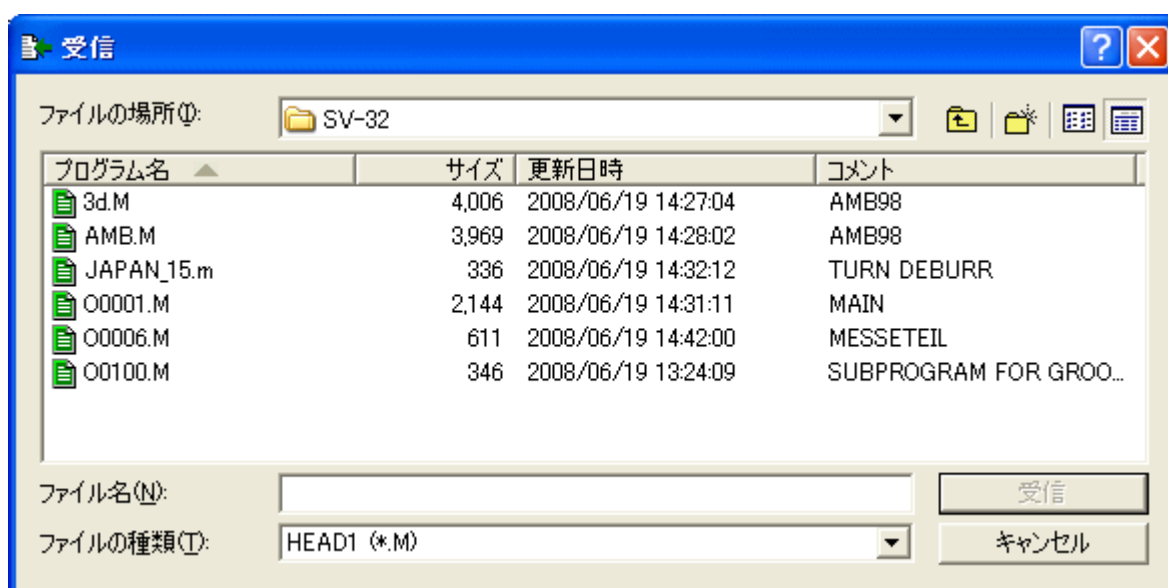 受信
ファイルの場所(I): SV-32
プログラム名 サイズ 更新日時 コメント
3d.M 4,006 2008/06/19 14:27:04 AMB98
AMB.M 3,969 2008/06/19 14:28:02 AMB98
JAPAN_15.m 336 2008/06/19 14:32:12 TURN DEBURR
O0001.M 2,144 2008/06/19 14:31:11 MAIN
O0006.M 611 2008/06/19 14:42:00 MESSETEIL
O0100.M 346 2008/06/19 13:24:09 SUBPROGRAM FOR GROO...
ファイル名(N): 受信
ファイルの種類(T): HEAD1 (*.M) キャンセル